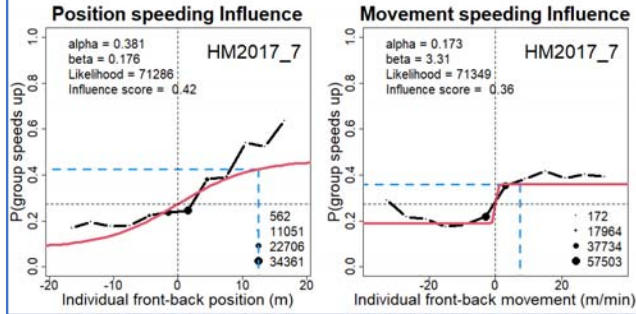 Position speeding Influence
alpha = 0.381
beta = 0.176
Likelihood = 71286
Influence score = 0.42
HM2017_7
P(group speeds up)
1.0
0.8
0.6
0.4
0.2
0.0
562
11051
22706
34361
-20
-10
0
10
20
Individual front-back position (m)
Movement speeding Influence
alpha = 0.173
beta = 3.31
Likelihood = 71349
Influence score = 0.36
HM2017_7
P(group speeds up)
1.0
0.8
0.6
0.4
0.2
0.0
172
17964
37734
57503
-40
-20
0
20
40
Individual front-back movement (m/min)